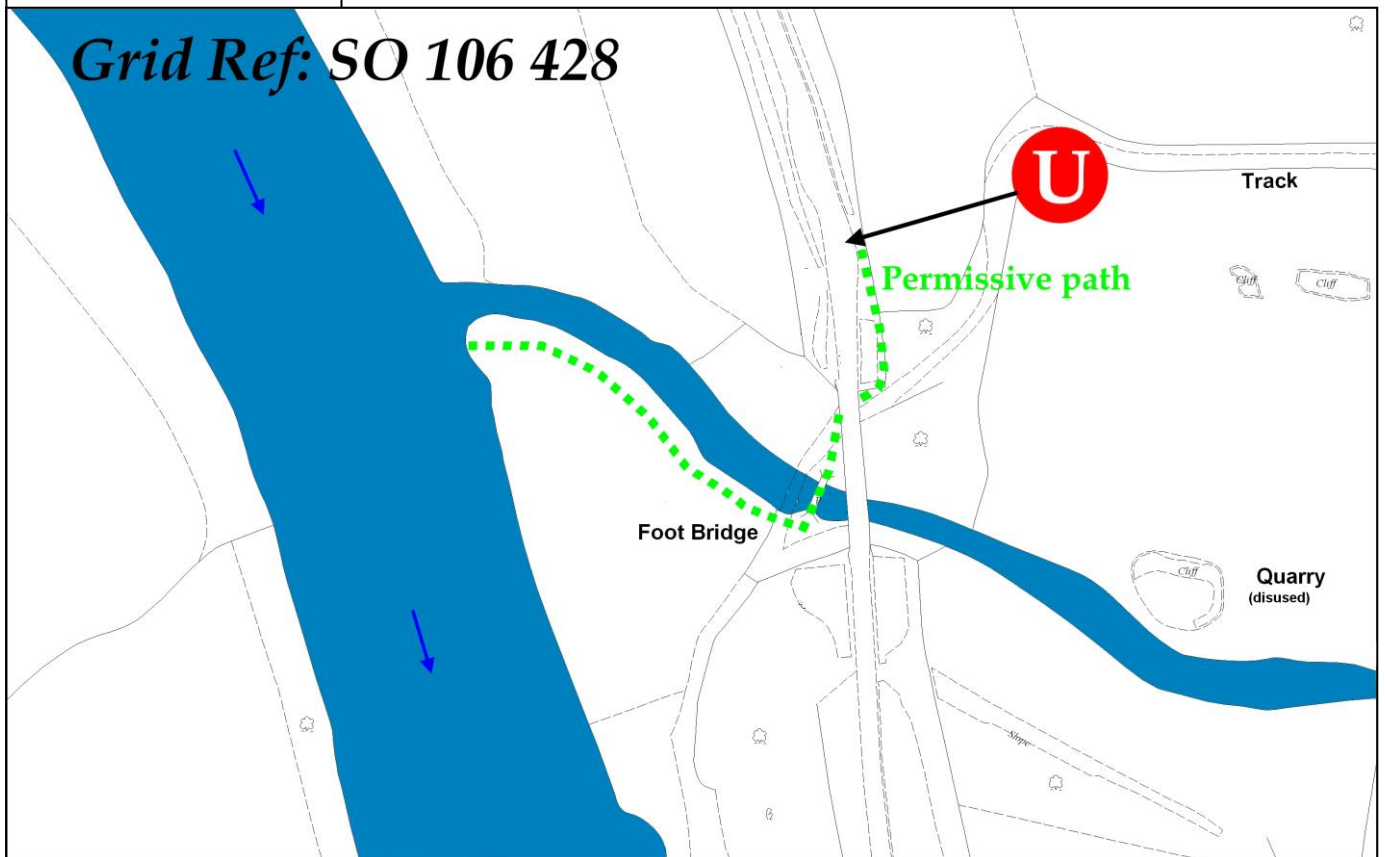 Grid Ref: SO 106 428
U
Track
Permissive path
Cliff
Cliff
Foot Bridge
Cliff
Quarry
(disused)
Slope